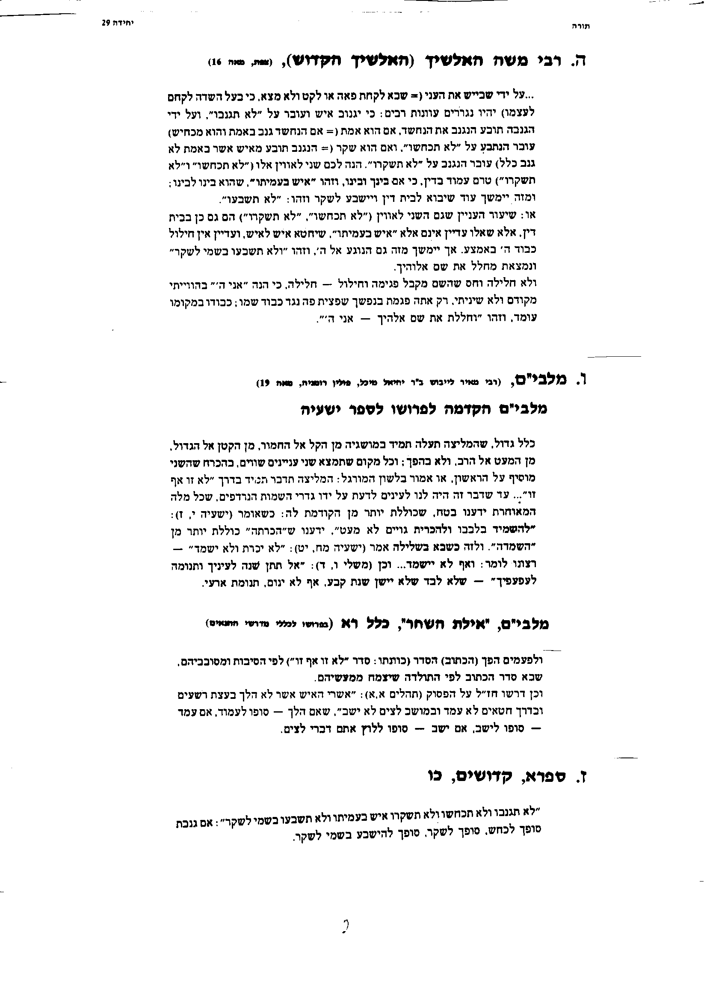 תורה
יחידה 29
ה. רבי משה האלשיך (האלשיך הקדוש), (צפת, מאה 16)
...על ידי שבייש את העני (= שבא לקחת פאה או לקט ולא מצא, כי בעל השדה לקחם
לעצמו) יהיו נגררים עוונות רבים: כי יגנוב איש ועובר על "לא תגנבו", ועל ידי
הגנבה תובע הנגנב את הנחשד, אם הוא אמת (= אם הנחשד גנב באמת והוא מכחיש)
עובר הנתבע על "לא תכחשו", ואם הוא שקר (= הנגנב תובע מאיש אשר באמת לא
גנב כלל) עובר הנגנב על "לא תשקרו". הנה לכם שני לאווין אלו ("לא תכחשו" ו"לא
תשקרו") טרם עמוד בדין, כי אם בינך ובינו, וזהו "איש בעמיתו", שהוא בינו לבינו;
ומזה יימשך עוד שיבוא לבית דין ויישבע לשקר וזהו: "לא תשבעו".
או: שיעור העניין שגם השני לאווין ("לא תכחשו", "לא תשקרו") הם גם כן בבית
דין, אלא שאלו עדיין אינם אלא "איש בעמיתו", שיחטא איש לאיש, ועדיין אין חילול
כבוד ה' באמצע. אך יימשך מזה גם הנוגע אל ה', וזהו "ולא תשבעו בשמי לשקר"
ונמצאת מחלל את שם אלוהיך.
ולא חלילה וחס שהשם מקבל פגימה וחילול — חלילה, כי הנה "אני ה'" בהווייתי
מקודם ולא שיניתי, רק אתה פגמת בנפשך שפצית פה נגד כבוד שמו; כבודו במקומו
עומד, וזהו "וחללת את שם אלהיך — אני ה'".
ו. מלבי"ם, (רבי מאיר לייבוש ב"ר יחיאל מיכל, פולין רומניה, מאה 19)
מלבי"ם הקדמה לפרושו לספר ישעיה
כלל גדול, שהמליצה תעלה תמיד במושגיה מן הקל אל החמור, מן הקטן אל הגדול,
מן המעט אל הרב, ולא בהפך; וכל מקום שתמצא שני עניינים שווים, בהכרח שהשני
מוסיף על הראשון, או אמור בלשון המורגל: המליצה תדבר תמיד בדרך "לא זו אף
זו"... עד שדבר זה היה לנו לעינים לדעת על ידו גדרי השמות הנרדפים, שכל מלה
המאוחרת ידענו בטח, שכוללת יותר מן הקודמת לה: כשאומר (ישעיה י, ז):
"להשמיד בלבבו ולהכרית גויים לא מעט", ידענו ש"הכרתה" כוללת יותר מן
"השמדה". ולזה כשבא בשלילה אמר (ישעיה מח, יט): "לא יכרת ולא ישמד" —
רצונו לומר: ואף לא יישמד... וכן (משלי ו, ד): "אל תתן שנה לעיניך ותנומה
לעפעפיך" — שלא לבד שלא יישן שנת קבע, אף לא ינום, תנומת ארעי.
מלבי"ם, "אילת השחר", כלל רא (בפרושו לכללי מדרשי התנאים)
ולפעמים הפך (הכתוב) הסדר (כוונתו: סדר "לא זו אף זו") לפי הסיבות ומסובביהם,
שבא סדר הכתוב לפי התולדה שיצמח ממעשיהם.
וכן דרשו חז"ל על הפסוק (תהלים א,א): "אשרי האיש אשר לא הלך בעצת רשעים
ובדרך חטאים לא עמד ובמושב לצים לא ישב", שאם הלך — סופו לעמוד, אם עמד
— סופו לישב, אם ישב — סופו ללוץ אתם דברי לצים.
ז. ספרא, קדושים, כו
"לא תגנבו ולא תכחשו ולא תשקרו איש בעמיתו ולא תשבעו בשמי לשקר": אם גנבת
סופך לכחש, סופך לשקר, סופך להישבע בשמי לשקר.